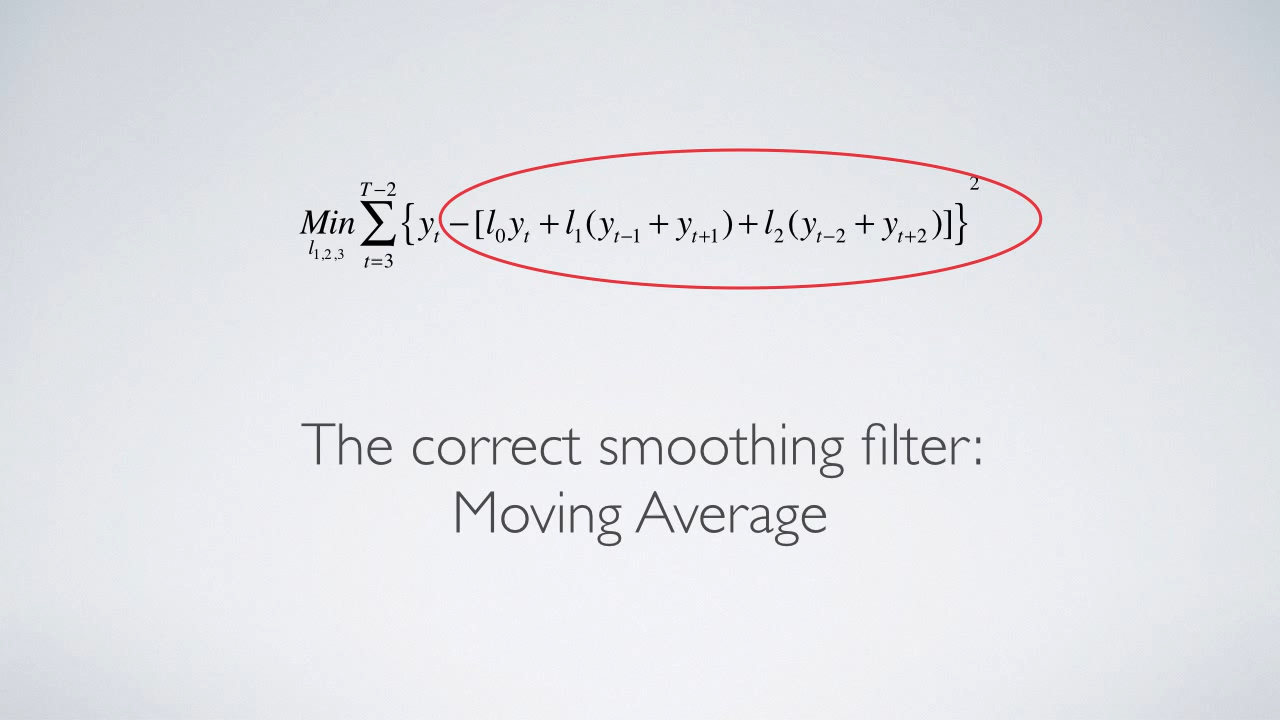 Min_{l_{1,2,3}} ∑_{t=3}^{T−2} {y_t − [l_0 y_t + l_1(y_{t−1} + y_{t+1}) + l_2(y_{t−2} + y_{t+2})]}^2
The correct smoothing filter:
Moving Average